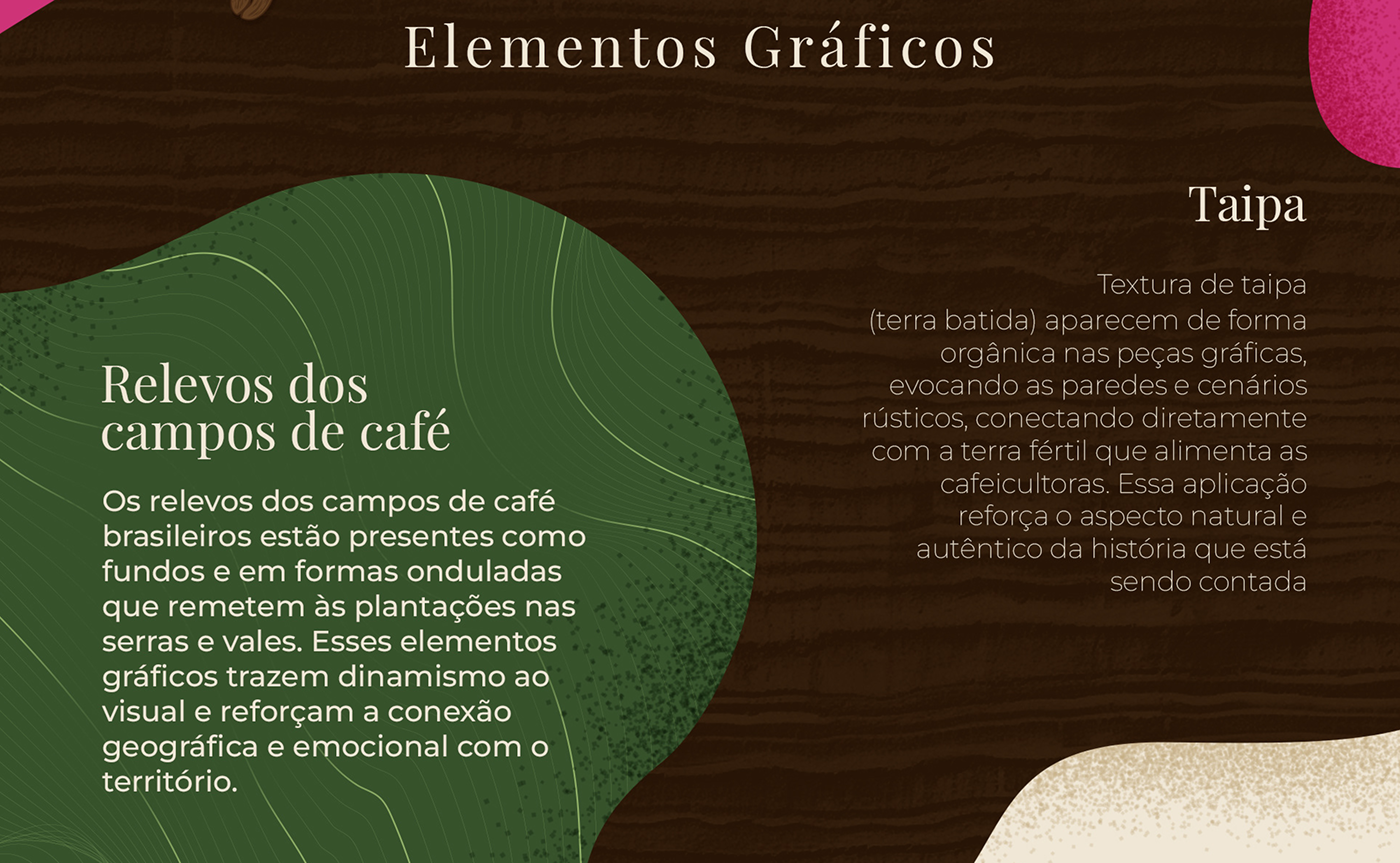 Elementos Gráficos
Relevos dos
campos de café
Os relevos dos campos de café
brasileiros estão presentes como
fundos e em formas onduladas
que remetem às plantações nas
serras e vales. Esses elementos
gráficos trazem dinamismo ao
visual e reforçam a conexão
geográfica e emocional com o
território.
Taipa
Textura de taipa
(terra batida) aparecem de forma
orgânica nas peças gráficas,
evocando as paredes e cenários
rústicos, conectando diretamente
com a terra fértil que alimenta as
cafeicultoras. Essa aplicação
reforça o aspecto natural e
autêntico da história que está
sendo contada